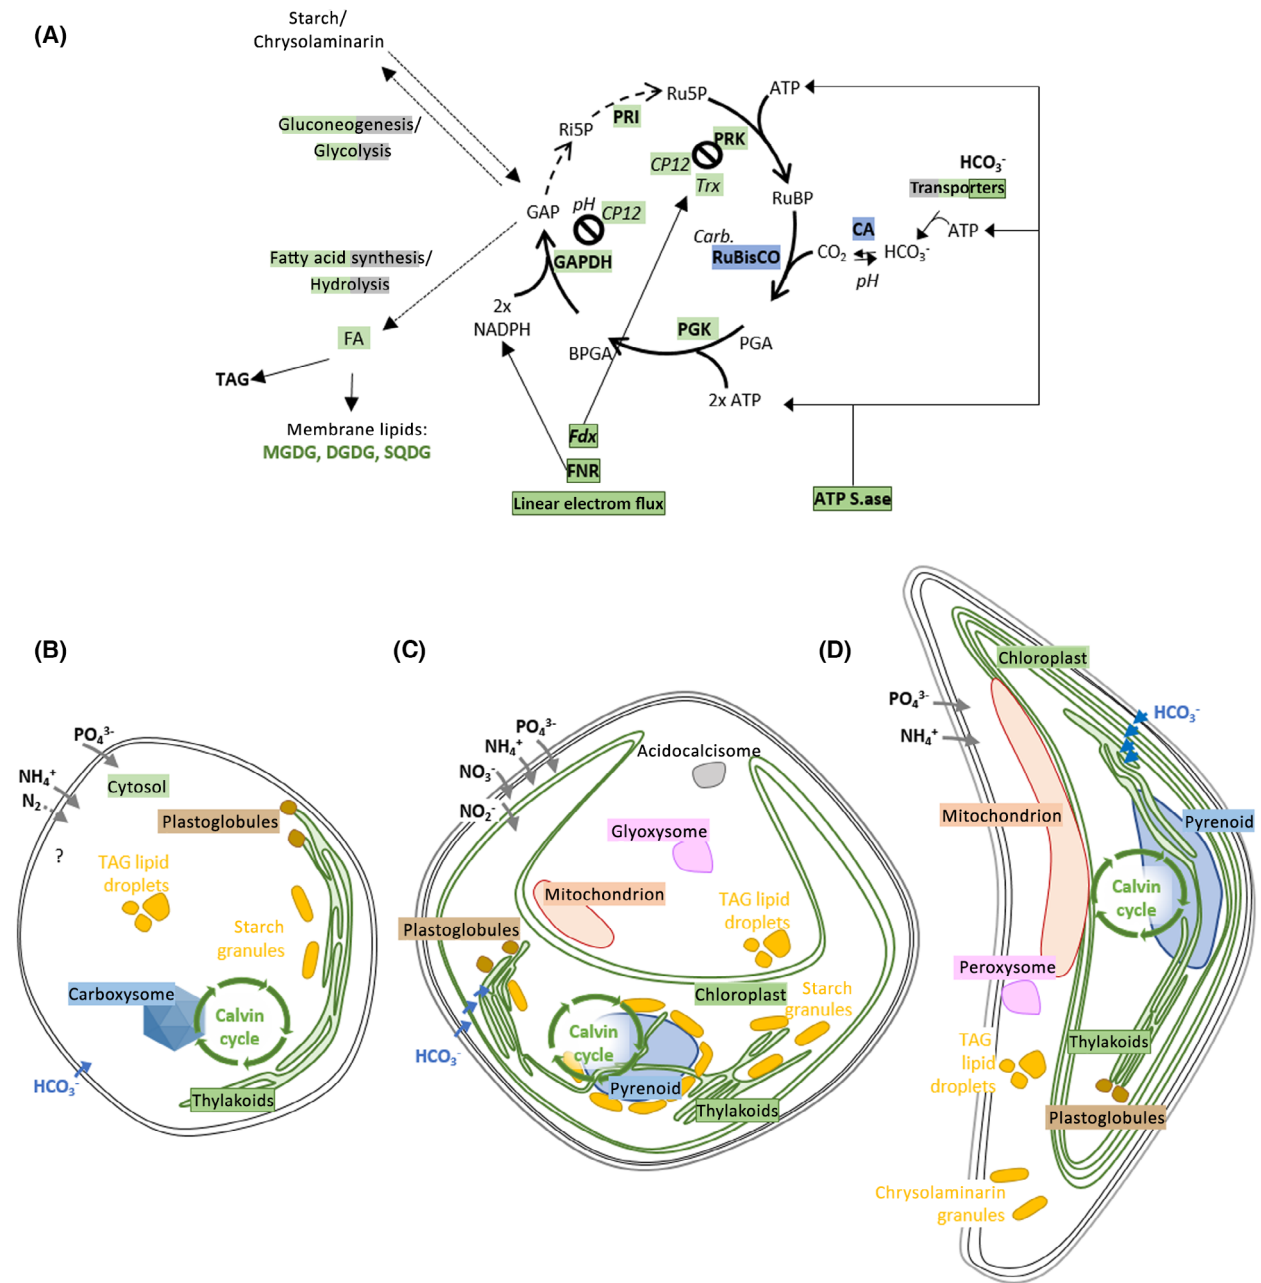 (A)
Starch/
Chrysolaminarin
Gluconeogenesis/
Glycolysis
Fatty acid synthesis/
Hydrolysis
FA
TAG
Membrane lipids:
MGDG, DGDG, SQDG
GAP
Ri5P
PRI
Ru5P
ATP
PRK
CP12
Trx
pH
CP12
GAPDH
2x
NADPH
BPGA
PGK
PGA
2x ATP
RuBP
Carb.
RuBisCO
CO₂
CA
pH
HCO₃⁻
HCO₃⁻
Transporters
ATP
Fdx
FNR
Linear electrom flux
ATP S.ase
(B)
PO₄³⁻
NH₄⁺
N₂
?
Cytosol
Plastoglobules
TAG lipid
droplets
Starch
granules
Carboxysome
Calvin
cycle
HCO₃⁻
Thylakoids
(C)
PO₄³⁻
NH₄⁺
NO₃⁻
NO₂⁻
Acidocalcisome
Glyoxysome
Mitochondrion
TAG lipid
droplets
Plastoglobules
Chloroplast
Starch
granules
Calvin
cycle
HCO₃⁻
Pyrenoid
Thylakoids
(D)
Chloroplast
PO₄³⁻
NH₄⁺
HCO₃⁻
Mitochondrion
Pyrenoid
Calvin
cycle
Peroxysome
TAG
lipid
droplets
Thylakoids
Plastoglobules
Chrysolaminarin
granules